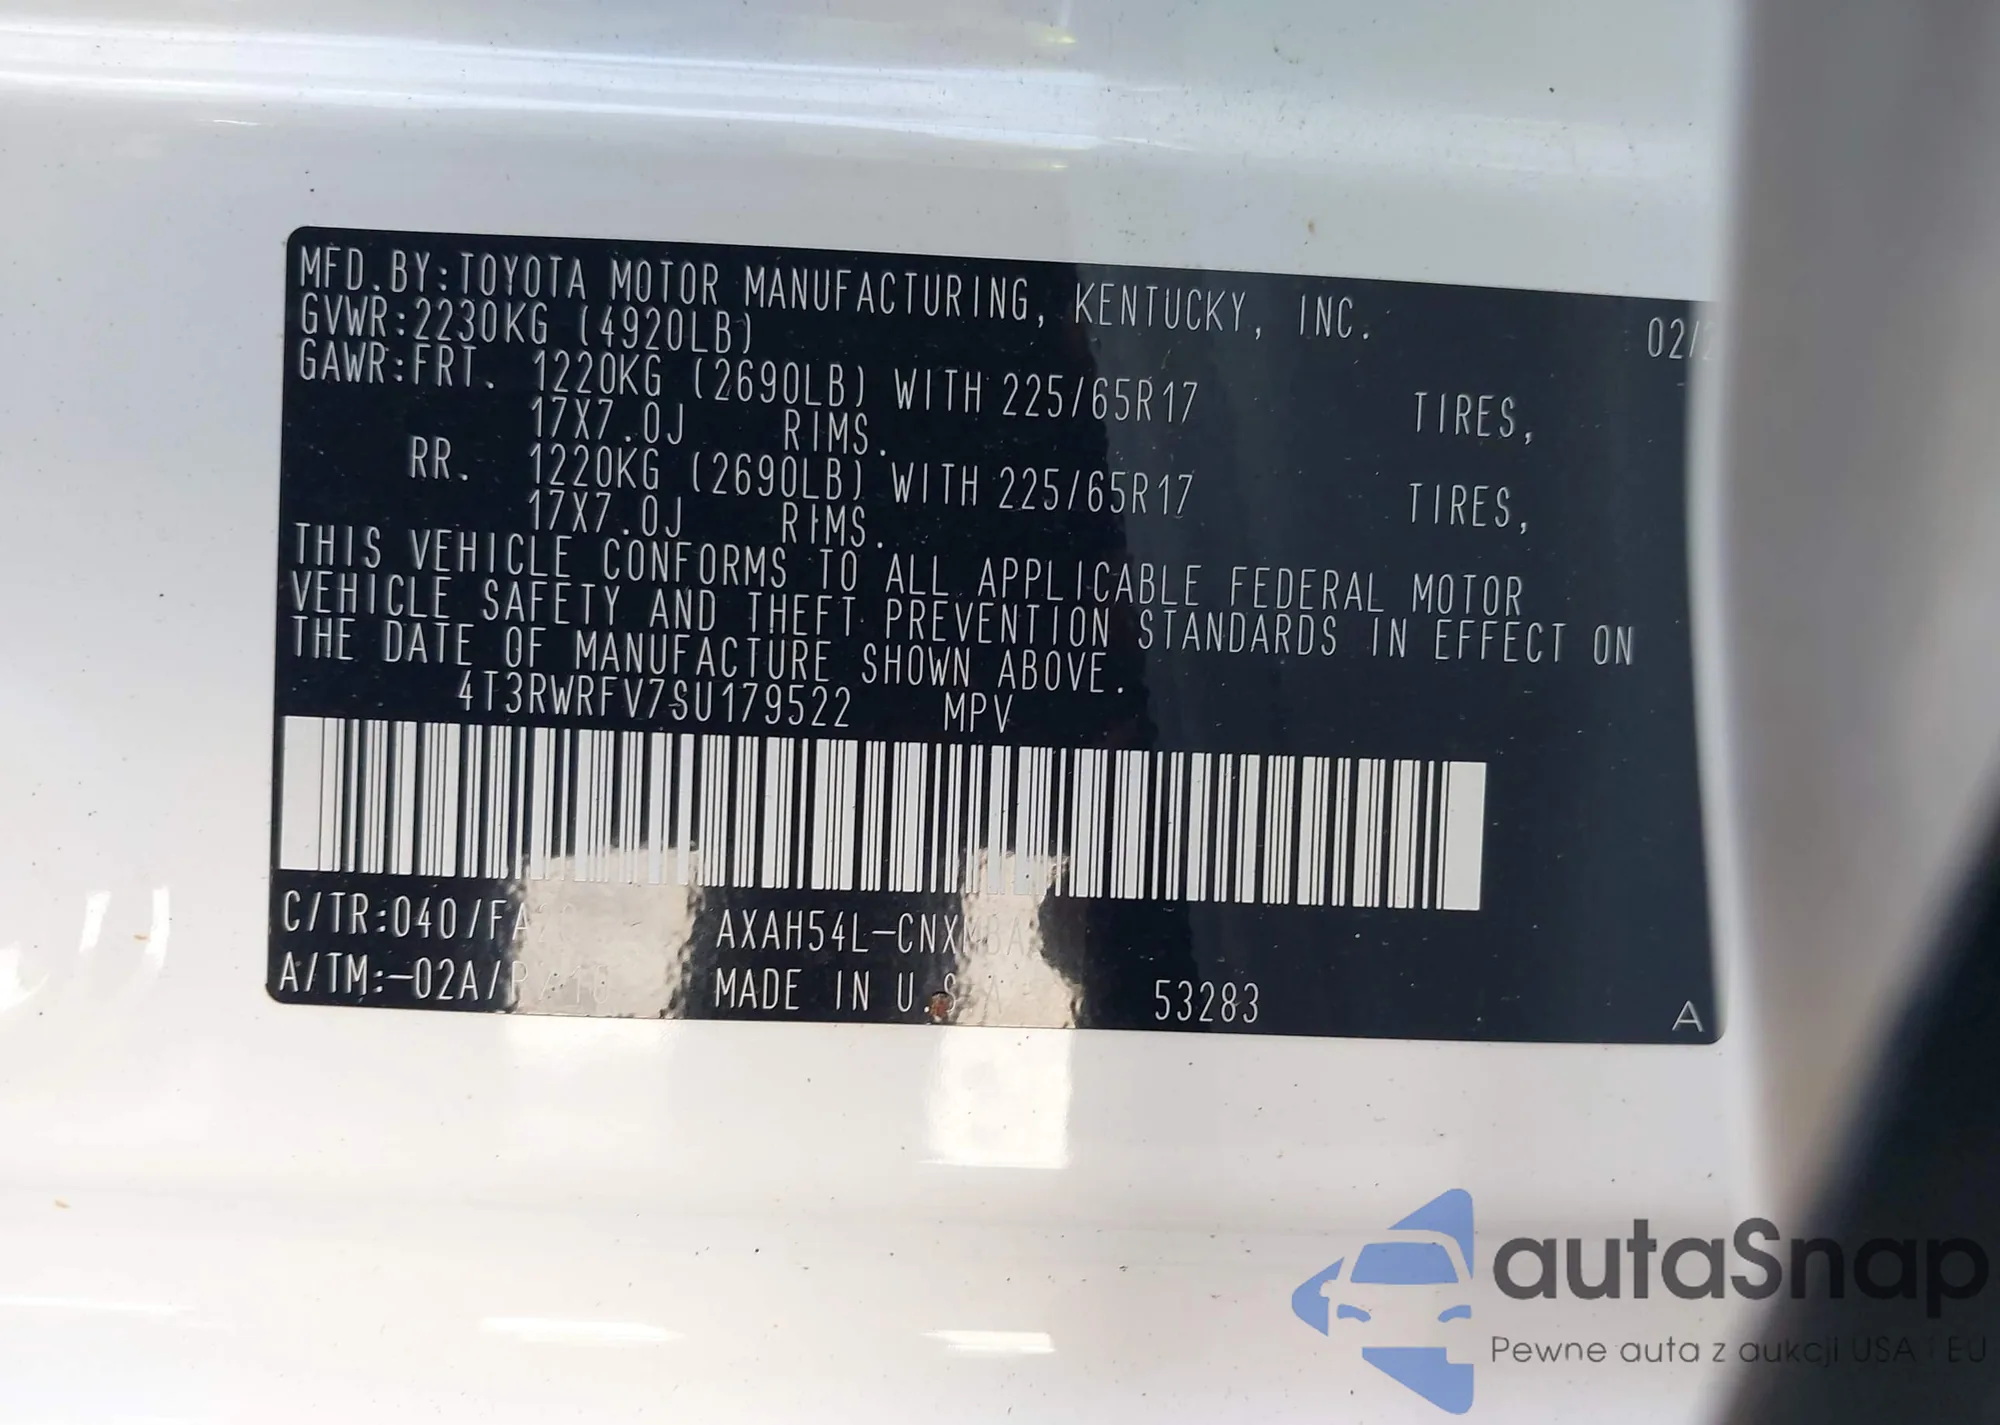 MFD.BY:TOYOTA MOTOR MANUFACTURING, KENTUCKY, INC. 02/2
GVWR:2230KG (4920LB)
GAWR:FRT. 1220KG (2690LB) WITH 225/65R17 TIRES,
17X7.0J RIMS.
RR. 1220KG (2690LB) WITH 225/65R17 TIRES,
17X7.0J RIMS.
THIS VEHICLE CONFORMS TO ALL APPLICABLE FEDERAL MOTOR
VEHICLE SAFETY AND THEFT PREVENTION STANDARDS IN EFFECT ON
THE DATE OF MANUFACTURE SHOWN ABOVE.
4T3RWRFV7SU179522 MPV
C/TR:040/
AXAH54L-CNXMBA
A/TM:-02A/
MADE IN U.S.A 53283 A
autaSnap
Pewne auta z aukcji USA i EU